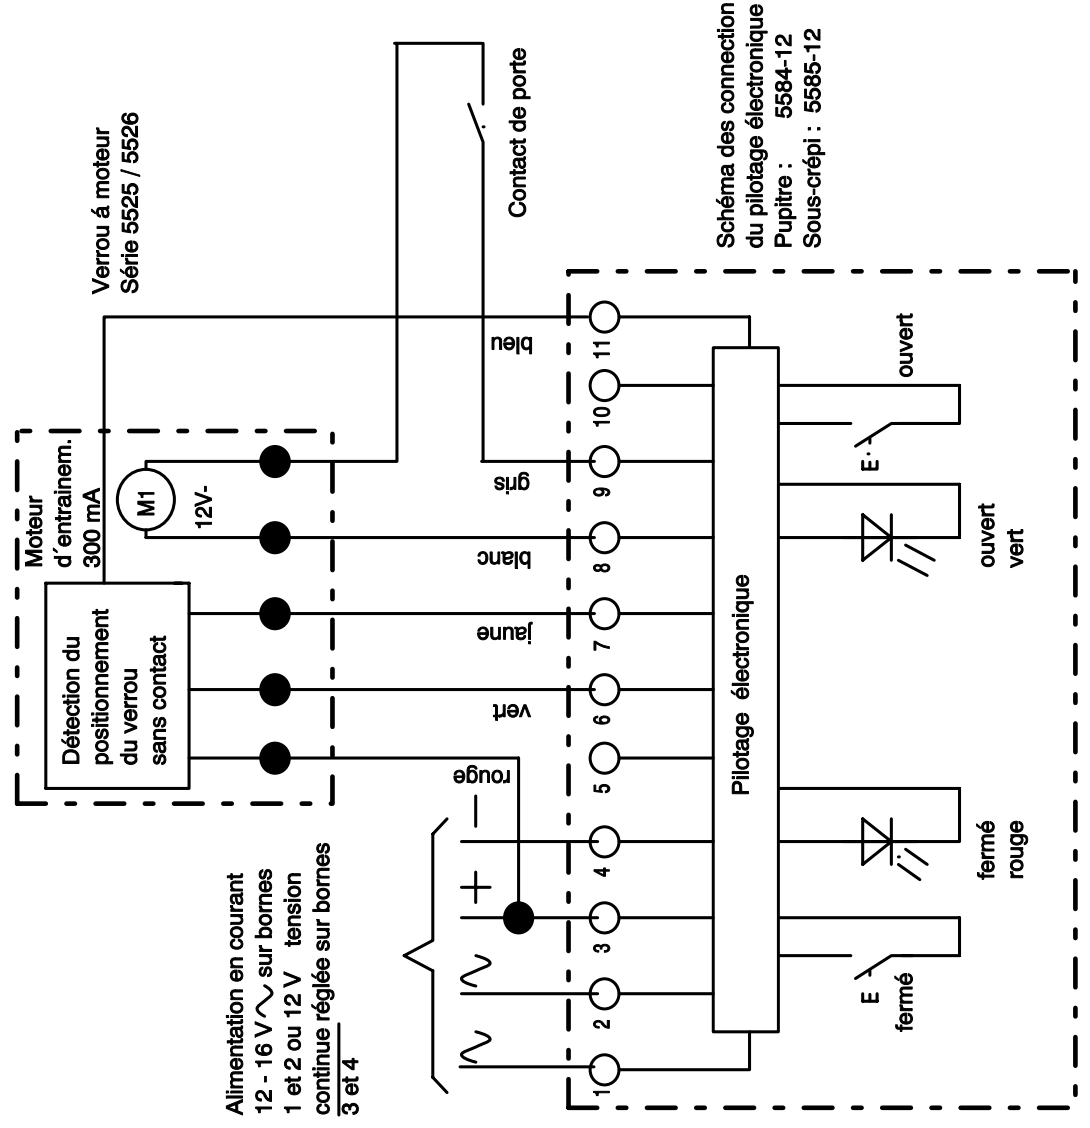 Verrou á moteur
Série 5525 / 5526
Moteur
d´entrainem.
300 mA
M1
12V-
Détection du
positionnement
du verrou
sans contact
Contact de porte
Alimentation en courant
12 - 16 V ~ sur bornes
1 et 2 ou 12 V tension
continue réglée sur bornes
3 et 4
+
−
rouge
vert
jaune
blanc
gris
bleu
1
2
3
4
5
6
7
8
9
10
11
Pilotage électronique
E
fermé
fermé
rouge
ouvert
vert
E
ouvert
Schéma des connection
du pilotage électronique
Pupitre : 5584-12
Sous-crépi : 5585-12